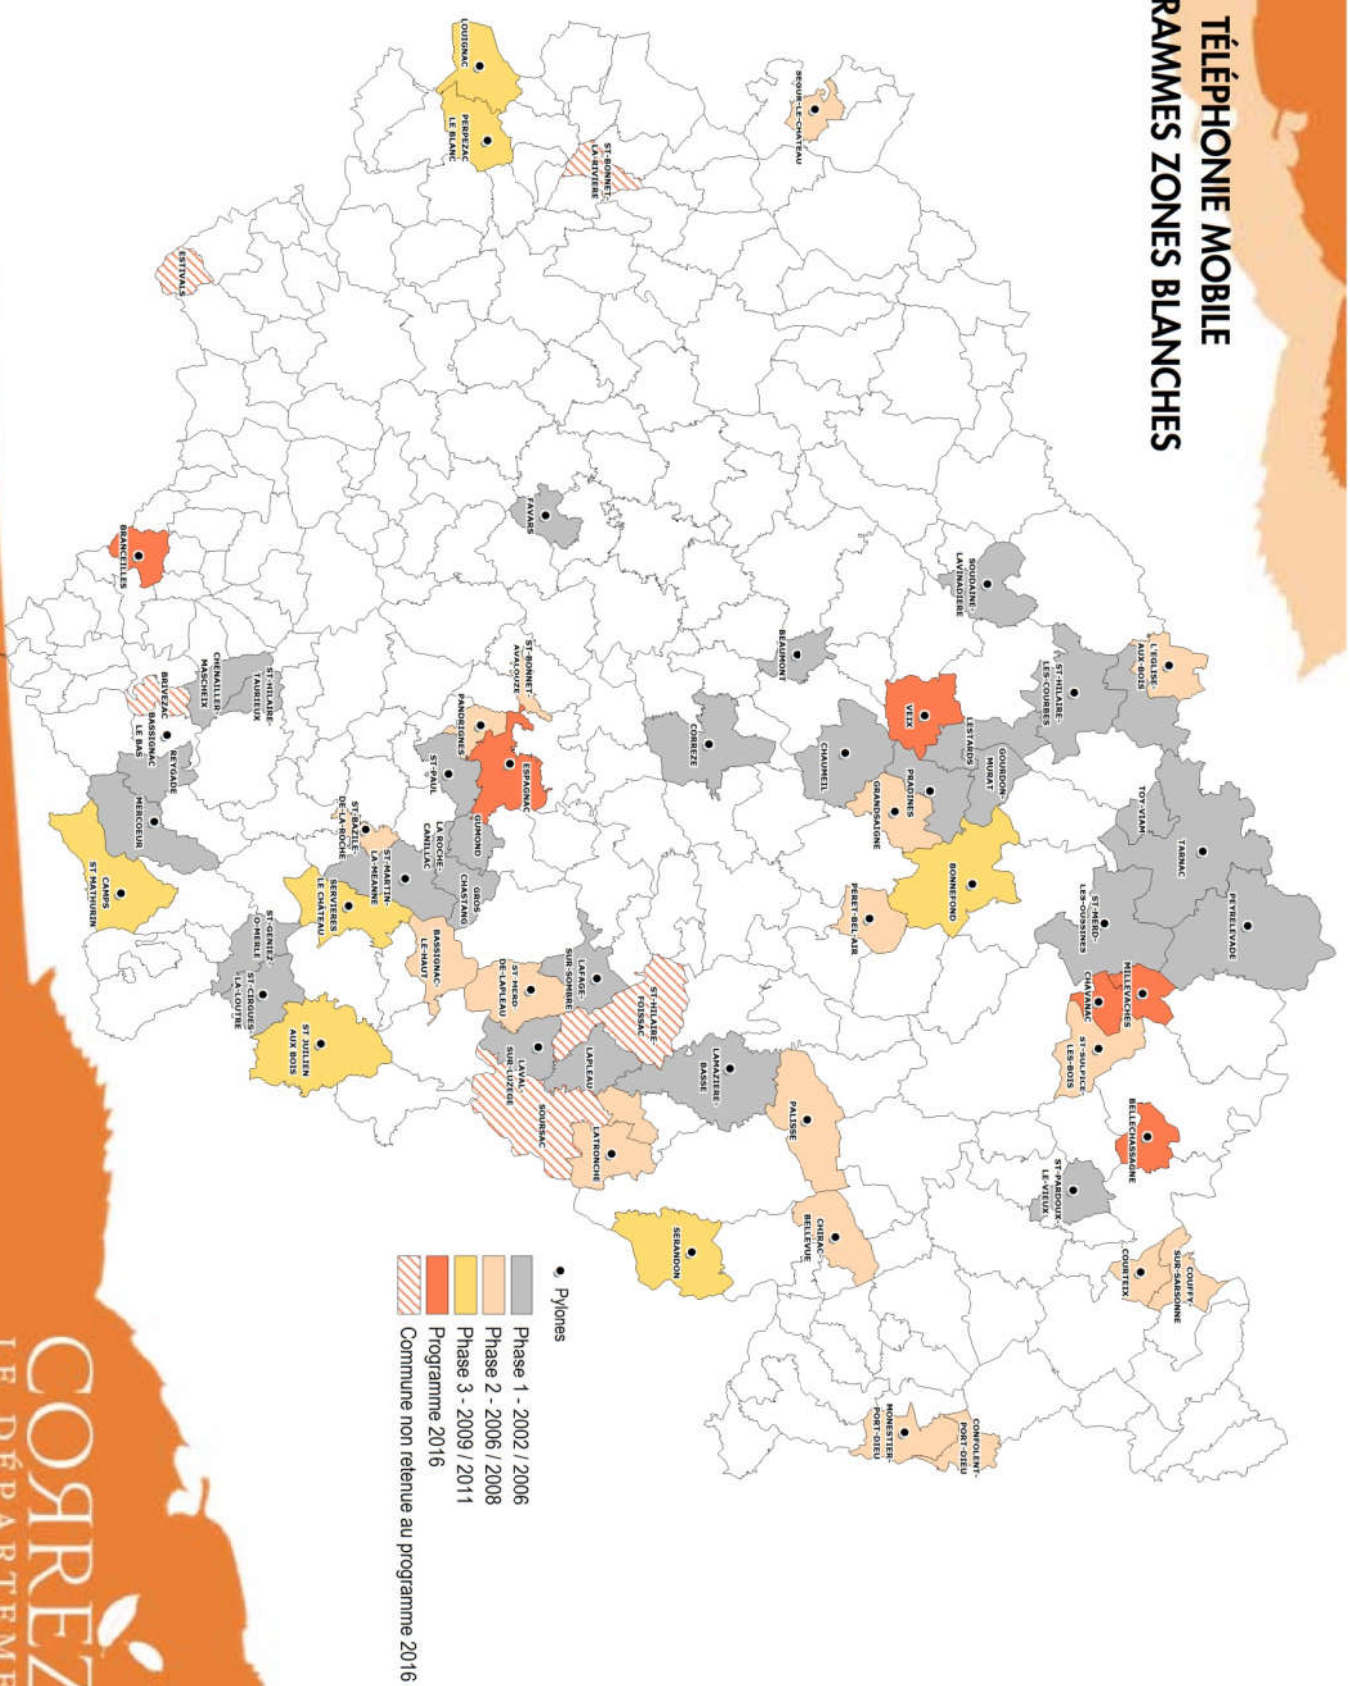 TÉLÉPHONIE MOBILE
RAMMES ZONES BLANCHES
L'EGLISE-
AUX-BOIS
TARNAC
PEYRELEVADE
TOY-VIAM
ST-HILAIRE-
LES-COURBES
ST-MERD-
LES-OUSSINES
MILLEVACHES
CHAVANAC
ST-SULPICE-
LES-BOIS
BELLECHASSAGNE
ST-PARDOUX-
LE-VIEUX
COUFFY-
SUR-SARSONNE
COURTEIX
SOUDAINE-
LAVINADIERE
LESTARDS
GOURDON-
MURAT
VEIX
PRADINES
GRANDSAIGNE
BONNEFOND
CHAUMEIL
PERET-BEL-AIR
CONFOLENT-
PORT-DIEU
MONESTIER-
PORT-DIEU
SEGUR-LE-CHATEAU
BEAUMONT
CORREZE
PALISSE
CHIRAC-
BELLEVUE
LAMAZIERE-
BASSE
SERANDON
ST-BONNET-
LA-RIVIERE
ST-HILAIRE-
FOISSAC
LAFAGE-
SUR-SOMBRE
LAPLEAU
LATRONCHE
FAVARS
ST-BONNET-
AVALOUZE
ESPAGNAC
ST MERD-
DE-LAPLEAU
LAVAL-
SUR-LUZEGE
SOURSAC
LOUIGNAC
PERPEZAC
LE BLANC
PANDRIGNES
ST-PAUL
GUMOND
LA ROCHE-
CANILLAC
GROS
CHASTANG
BASSIGNAC-
LE-HAUT
ST-MARTIN-
LA-MEANNE
ST-BAZILE-
DE-LA-ROCHE
SERVIERES
LE CHÂTEAU
ST JUILIEN
AUX BOIS
ST-HILAIRE-
TAURIEUX
CHENAILLER-
MASCHEIX
ST-GENIEZ-
O-MERLE
ST-CIRGUES-
LA-LOUTRE
ESTIVALS
BRIVEZAC
BASSIGNAC
LE BAS
REYGADE
MERCOEUR
BRANCEILLES
CAMPS
ST MATHURIN
Pylones
Phase 1 - 2002 / 2006
Phase 2 - 2006 / 2008
Phase 3 - 2009 / 2011
Programme 2016
Commune non retenue au programme 2016
CORREZ
LE DÉPARTEME